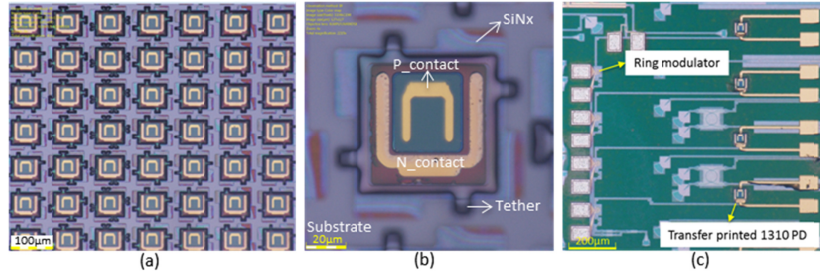 SiNx
P_contact
N_contact
Tether
Substrate
Ring modulator
Transfer printed 1310 PD
100μm
20μm
200μm
(a)
(b)
(c)